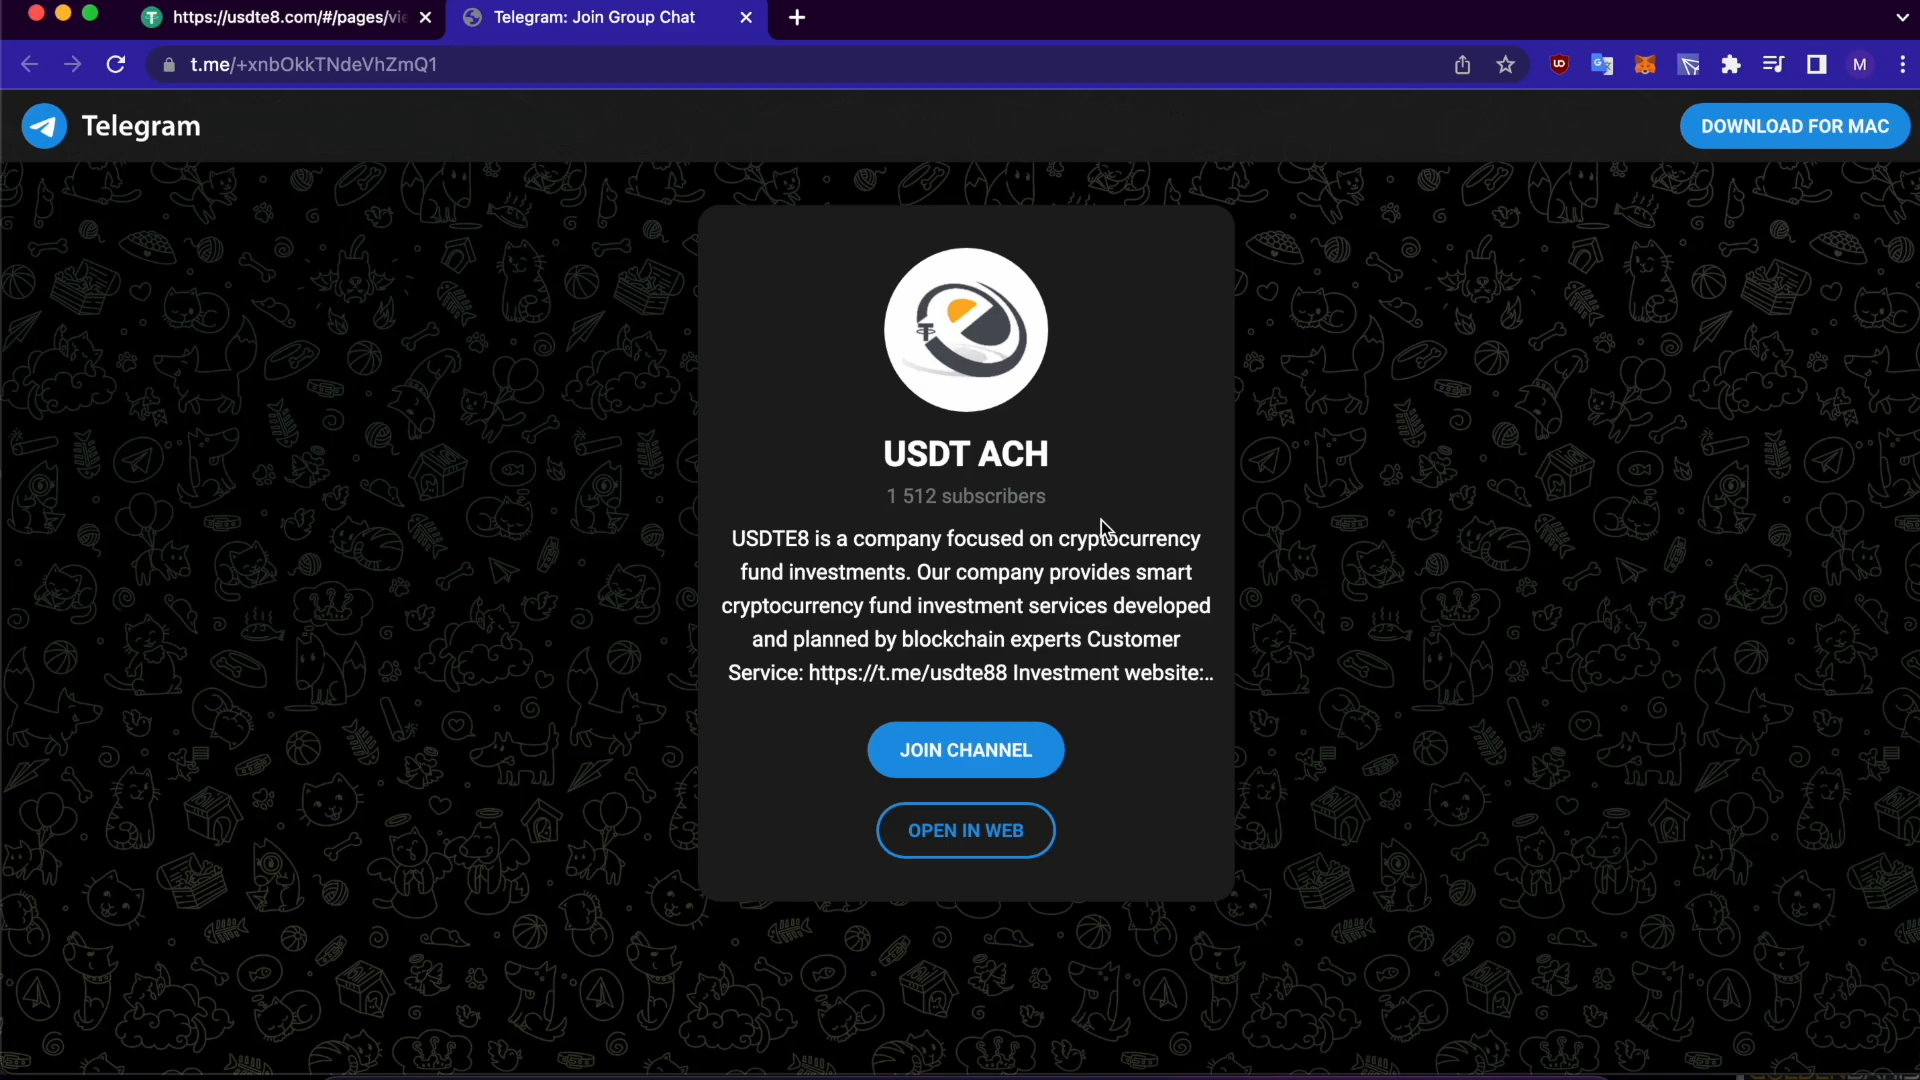 https://usdte8.com/#/pages/vie
Telegram: Join Group Chat
t.me/+xnbOkkTNdeVhZmQ1
M
Telegram
DOWNLOAD FOR MAC
USDT ACH
1 512 subscribers
USDTE8 is a company focused on cryptocurrency
fund investments. Our company provides smart
cryptocurrency fund investment services developed
and planned by blockchain experts Customer
Service: https://t.me/usdte88 Investment website:..
JOIN CHANNEL
OPEN IN WEB